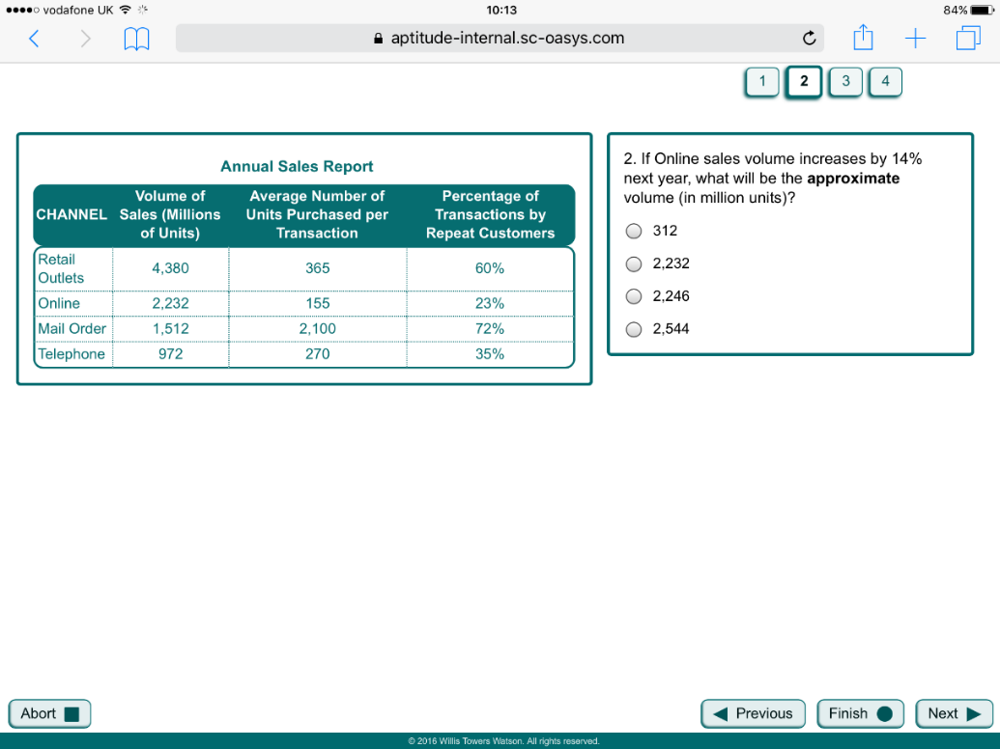 vodafone UK
10:13
84%
aptitude-internal.sc-oasys.com
1 2 3 4
Annual Sales Report
CHANNEL
Volume of
Sales (Millions
of Units)
Average Number of
Units Purchased per
Transaction
Percentage of
Transactions by
Repeat Customers
Retail
Outlets
4,380 365 60%
Online 2,232 155 23%
Mail Order 1,512 2,100 72%
Telephone 972 270 35%
2. If Online sales volume increases by 14%
next year, what will be the approximate
volume (in million units)?
312
2,232
2,246
2,544
Abort
Previous
Finish
Next
© 2016 Willis Towers Watson. All rights reserved.